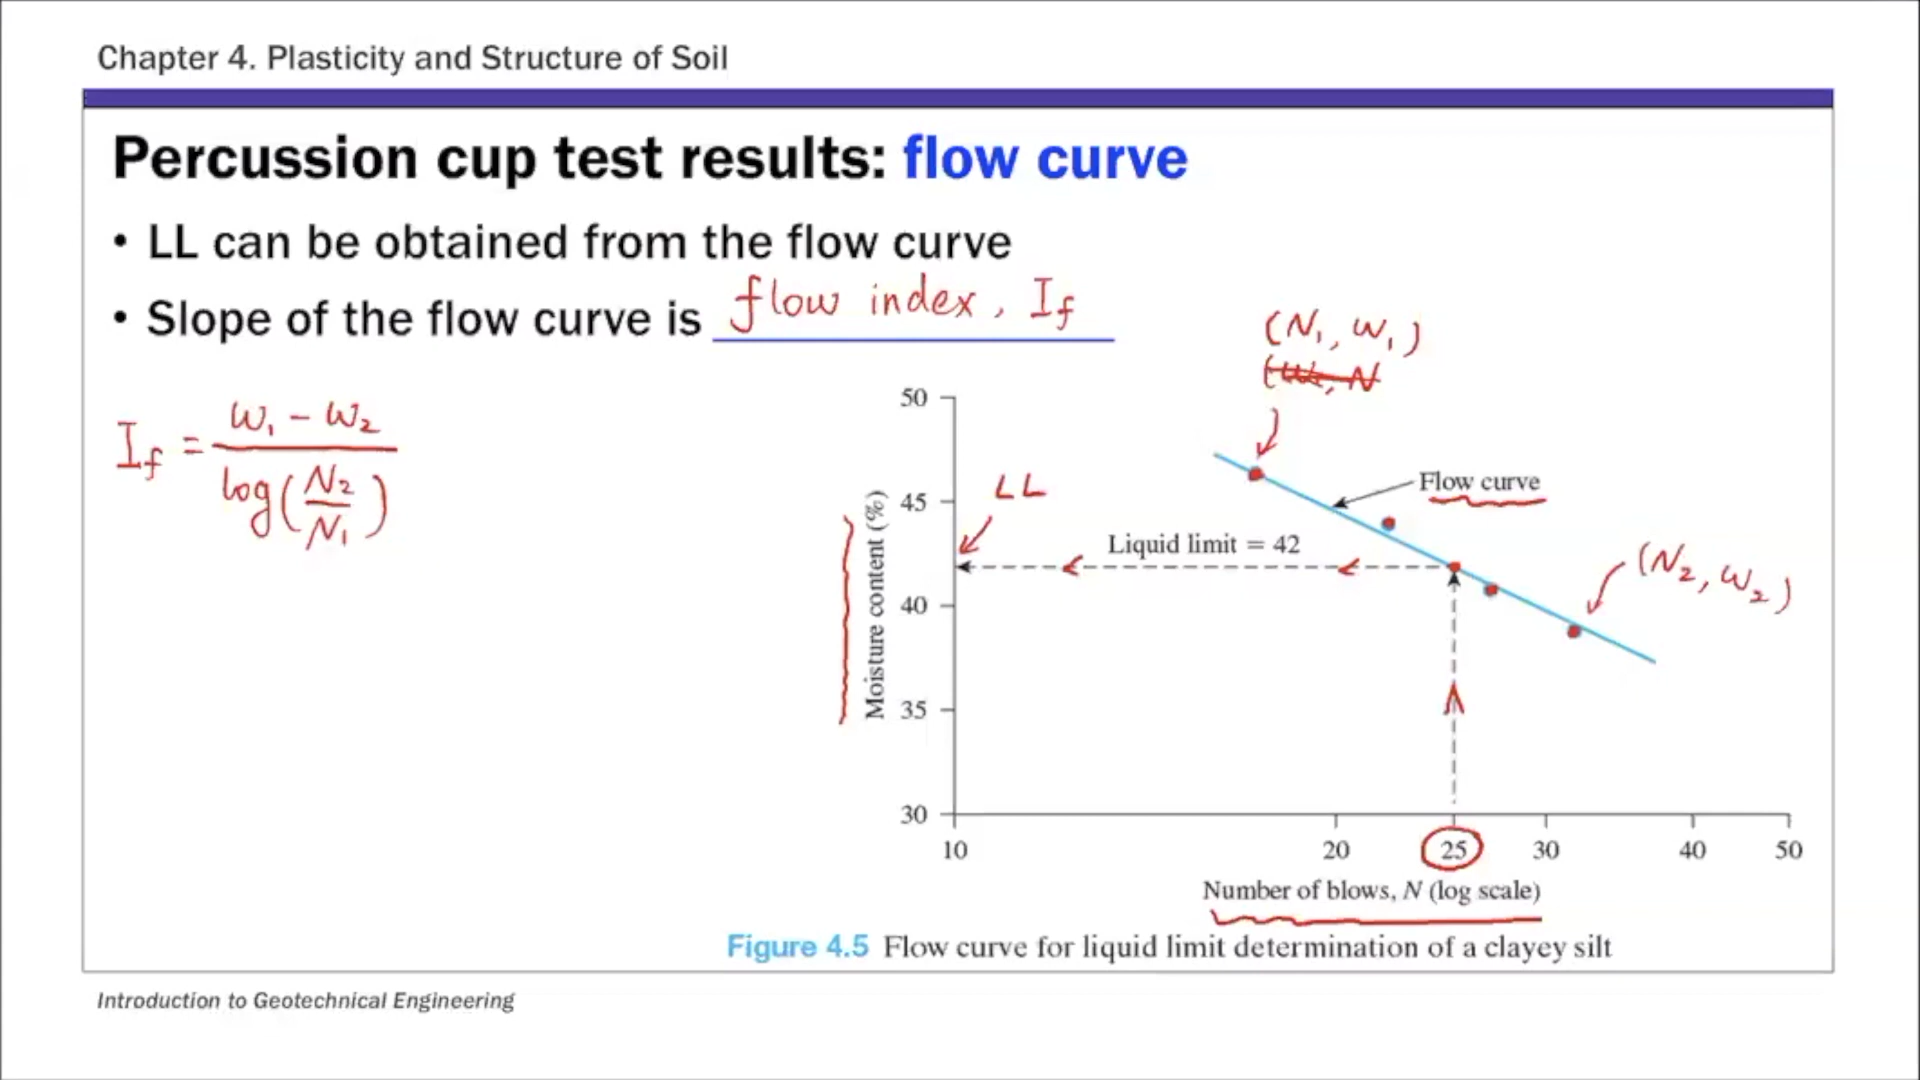 Chapter 4. Plasticity and Structure of Soil
Percussion cup test results: flow curve
• LL can be obtained from the flow curve
• Slope of the flow curve is flow index, If
If = w1 - w2 / log(N2/N1)
(N1, w1)
(w1, N
50
45
40
35
30
Moisture content (%)
LL
Flow curve
Liquid limit = 42
(N2, w2)
10 20 25 30 40 50
Number of blows, N (log scale)
Figure 4.5 Flow curve for liquid limit determination of a clayey silt
Introduction to Geotechnical Engineering